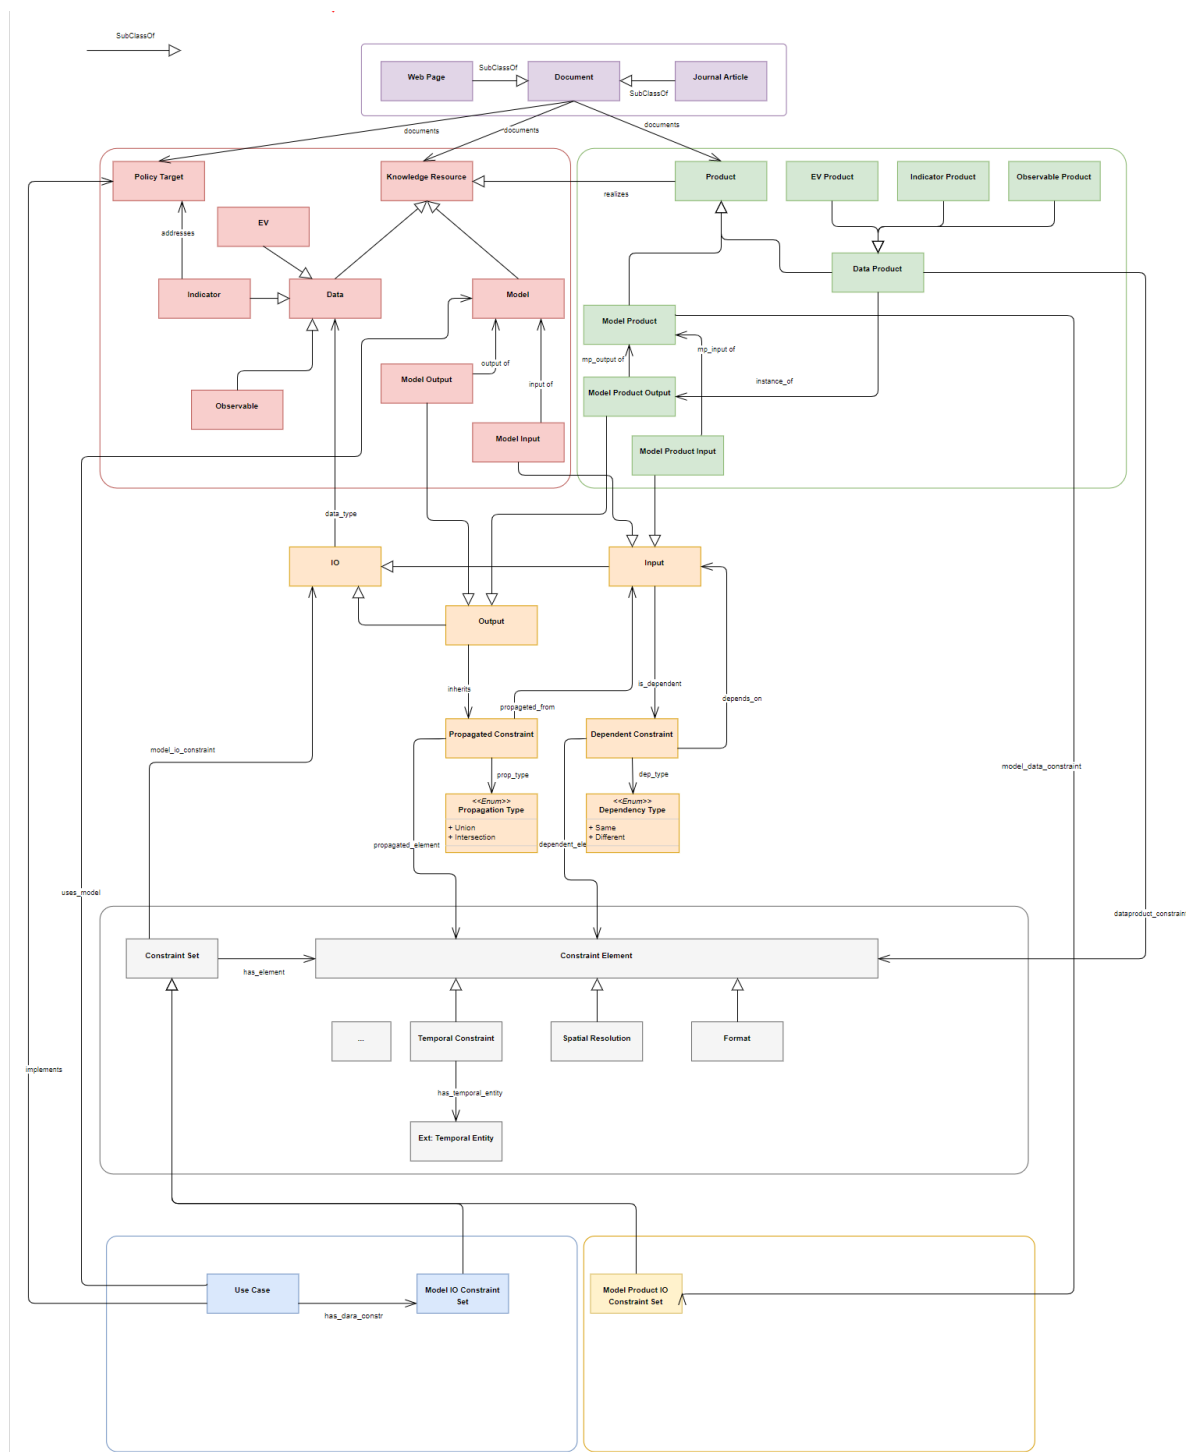 SubClassOf
Web Page
SubClassOf
Document
SubClassOf
Journal Article
documents
documents
documents
Policy Target
Knowledge Resource
realizes
Product
EV Product
Indicator Product
Observable Product
addresses
EV
Indicator
Data
Model
Data Product
Model Product
mp_output of
mp_input of
output of
input of
Model Output
Model Product Output
instance_of
Observable
Model Input
Model Product Input
data_type
IO
Input
Output
inherits
is_dependent
depends_on
propageted_from
Propagated Constraint
Dependent Constraint
model_io_constraint
model_data_constraint
prop_type
dep_type
<<Enum>>
Propagation Type
+ Union
+ Intersection
<<Enum>>
Dependency Type
+ Same
+ Different
propagated_element
dependent_ele
uses_model
dataproduct_constraint
Constraint Set
has_element
Constraint Element
...
Temporal Constraint
Spatial Resolution
Format
implements
has_temporal_entity
Ext: Temporal Entity
Use Case
has_dara_constr
Model IO Constraint
Set
Model Product IO
Constraint Set